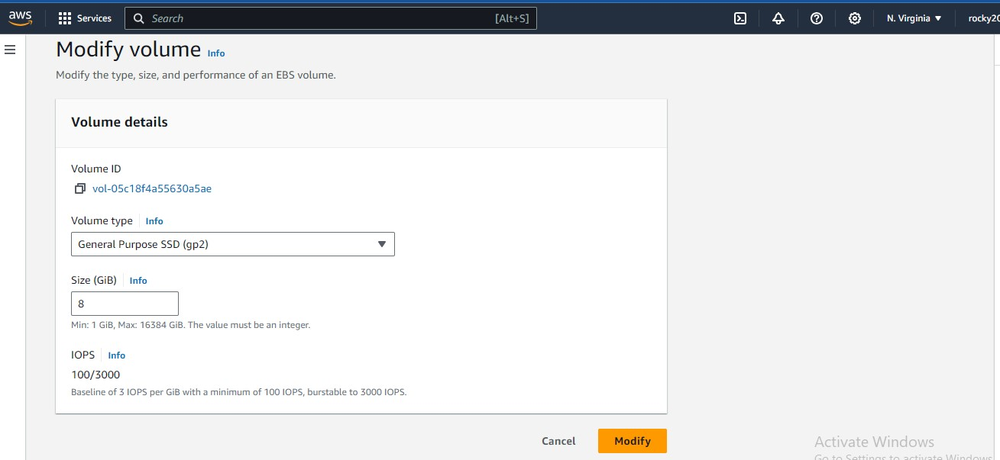 aws
Services
Search
[Alt+S]
N. Virginia
rocky20
Modify volume Info
Modify the type, size, and performance of an EBS volume.
Volume details
Volume ID
vol-05c18f4a55630a5ae
Volume type Info
General Purpose SSD (gp2)
Size (GiB) Info
8
Min: 1 GiB, Max: 16384 GiB. The value must be an integer.
IOPS Info
100/3000
Baseline of 3 IOPS per GiB with a minimum of 100 IOPS, burstable to 3000 IOPS.
Cancel
Modify
Activate Windows
Go to Settings to activate Windows